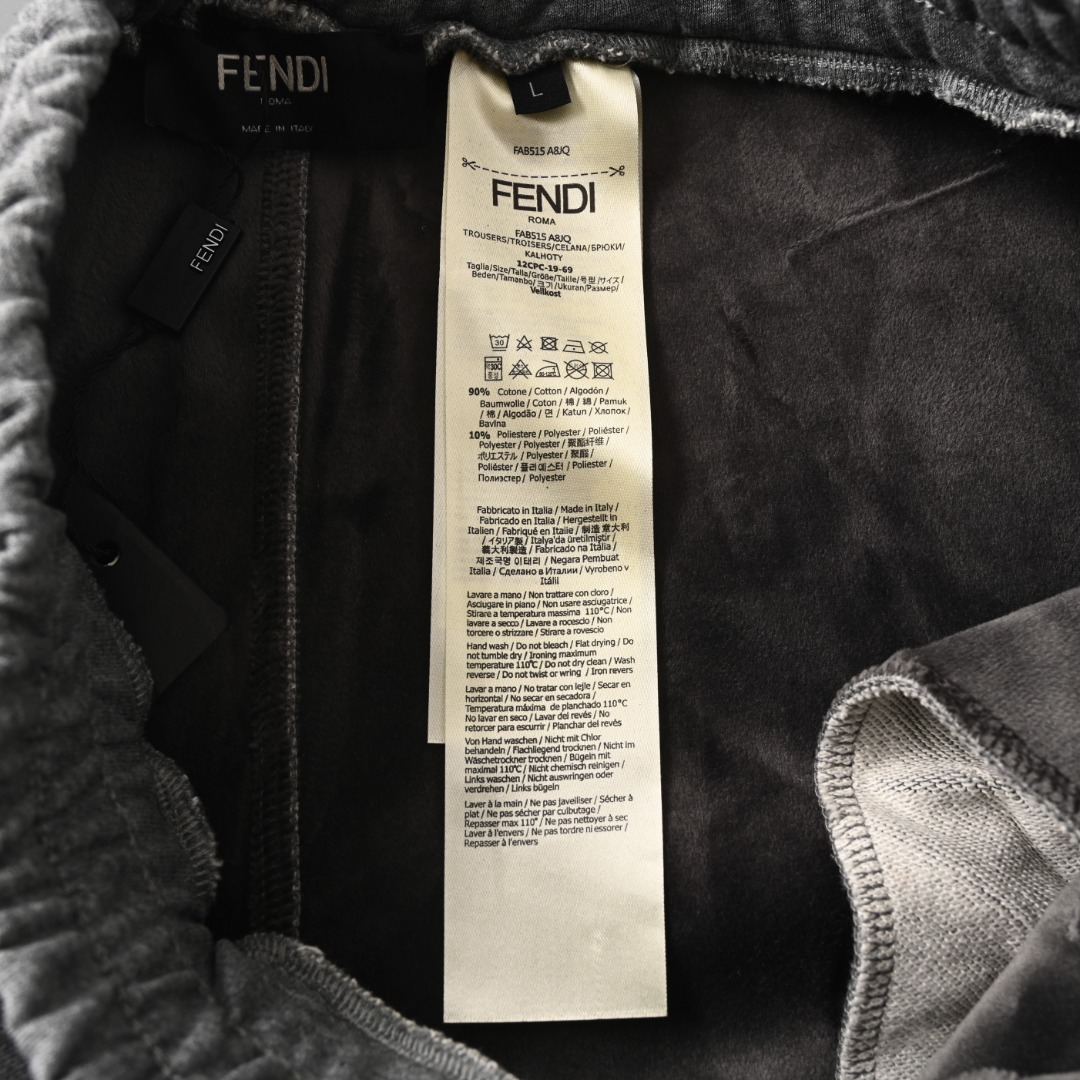 FENDI
ROMA
MADE IN ITALY
FENDI
L
FAB515 A8JQ
FENDI
ROMA
FAB515 A8JQ
TROUSERS/TROISERS/CELANA/БРЮКИ/
KALHOTY
12CPC-19-69
Taglia/Size/Talla/Größe/Taille/号型/サイズ/
Beden/Tamanbo/크기/Ukuran/Размер/
Velikost
30
90% Cotone / Cotton / Algodón /
Baumwolle / Coton / 棉 / 綿 / Pamuk
/ 棉 / Algodão / 면 / Katun / Хлопок /
Bavlna
10% Poliestere / Polyester / Poliéster /
Polyester / Polyester / 聚酯纤维 /
ポリエステル / Polyester / 聚酯 /
Poliéster / 폴리에스터 / Poliester /
Полиэстер / Polyester
Fabbricato in Italia / Made in Italy /
Fabricado en Italia / Hergestellt in
Italien / Fabriqué en Italie / 制造意大利
/ イタリア製 / Italya'da üretilmiştir /
義大利製造 / Fabricado na Itália /
제조국명 이태리 / Negara Pembuat
Italia / Сделано в Италии / Vyrobeno v
Itálii
Lavare a mano / Non trattare con cloro /
Asciugare in piano / Non usare asciugatrice /
Stirare a temperatura massima 110°C / Non
lavare a secco / Lavare a rocescio / Non
torcere o strizzare / Stirare a rovescio
Hand wash / Do not bleach / Flat drying / Do
not tumble dry / Ironing maximum
temperature 110℃ / Do not dry clean / Wash
reverse / Do not twist or wring / Iron revers
Lavar a mano / No tratar con lejle / Secar en
horizontal / No secar en secadora /
Temperatura máxima de planchado 110°C
No lavar en seco / Lavar del revés / No
retorcer para escurrir / Planchar del revés
Von Hand waschen / Nicht mit Chlor
behandeln / Flachliegend trocknen / Nicht im
Wäschetrockner trocknen / Bügeln mit
maximal 110℃ / Nicht chemisch reinigen /
Links waschen / Nicht auswringen oder
verdrehen / Links bügeln
Laver à la main / Ne pas javeiliser / Sécher à
plat / Ne pas sécher par culbutage /
Repasser max 110° / Ne pas nettoyer à sec
Laver à l'envers / Ne pas tordre ni essorer /
Repasser à l'envers